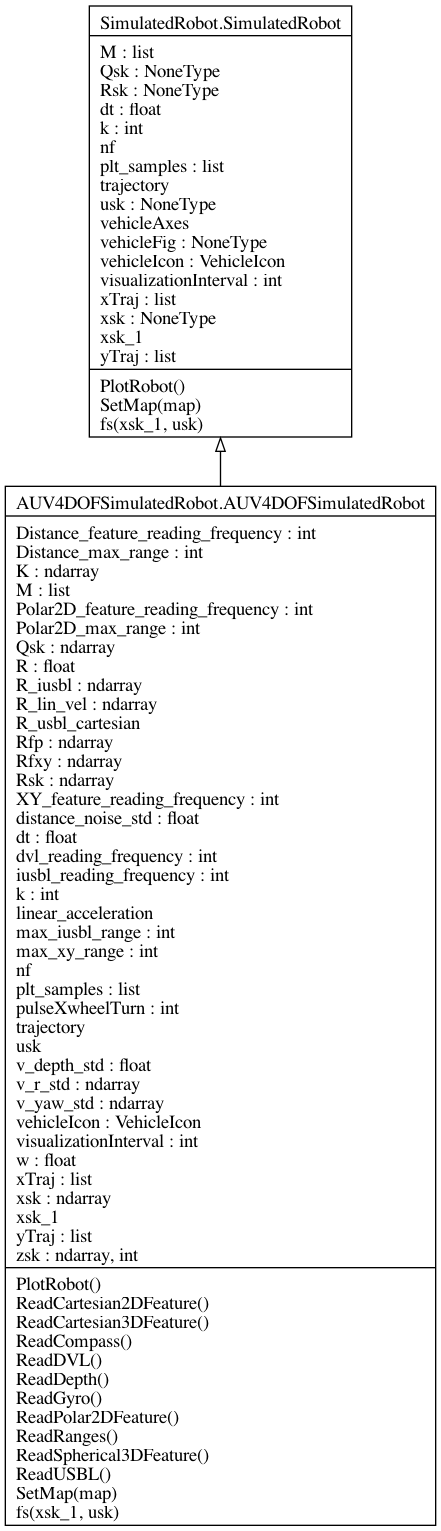 SimulatedRobot.SimulatedRobot
M : list
Qsk : NoneType
Rsk : NoneType
dt : float
k : int
nf
plt_samples : list
trajectory
usk : NoneType
vehicleAxes
vehicleFig : NoneType
vehicleIcon : VehicleIcon
visualizationInterval : int
xTraj : list
xsk : NoneType
xsk_1
yTraj : list
PlotRobot()
SetMap(map)
fs(xsk_1, usk)
AUV4DOFSimulatedRobot.AUV4DOFSimulatedRobot
Distance_feature_reading_frequency : int
Distance_max_range : int
K : ndarray
M : list
Polar2D_feature_reading_frequency : int
Polar2D_max_range : int
Qsk : ndarray
R : float
R_iusbl : ndarray
R_lin_vel : ndarray
R_usbl_cartesian
Rfp : ndarray
Rfxy : ndarray
Rsk : ndarray
XY_feature_reading_frequency : int
distance_noise_std : float
dt : float
dvl_reading_frequency : int
iusbl_reading_frequency : int
k : int
linear_acceleration
max_iusbl_range : int
max_xy_range : int
nf
plt_samples : list
pulseXwheelTurn : int
trajectory
usk
v_depth_std : float
v_r_std : ndarray
v_yaw_std : ndarray
vehicleIcon : VehicleIcon
visualizationInterval : int
w : float
xTraj : list
xsk : ndarray
xsk_1
yTraj : list
zsk : ndarray, int
PlotRobot()
ReadCartesian2DFeature()
ReadCartesian3DFeature()
ReadCompass()
ReadDVL()
ReadDepth()
ReadGyro()
ReadPolar2DFeature()
ReadRanges()
ReadSpherical3DFeature()
ReadUSBL()
SetMap(map)
fs(xsk_1, usk)